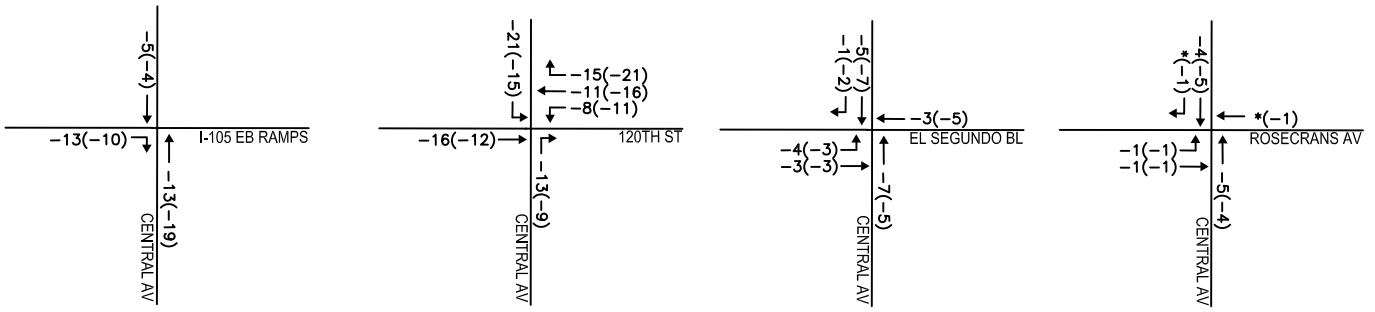 -5(-4)
-13(-10)
I-105 EB RAMPS
-13(-19)
CENTRAL AV
-21(-15)
-15(-21)
-11(-16)
-8(-11)
-16(-12)
120TH ST
-13(-9)
CENTRAL AV
-5(-7)
-1(-2)
-3(-5)
EL SEGUNDO BL
-4(-3)
-3(-3)
-7(-5)
CENTRAL AV
-4(-5)
*(-1)
*(-1)
ROSECRANS AV
-1(-1)
-1(-1)
-5(-4)
CENTRAL AV